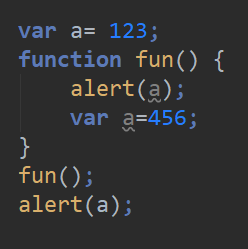 var a= 123;
function fun() {
    alert(a);
    var a=456;
}
fun();
alert(a);